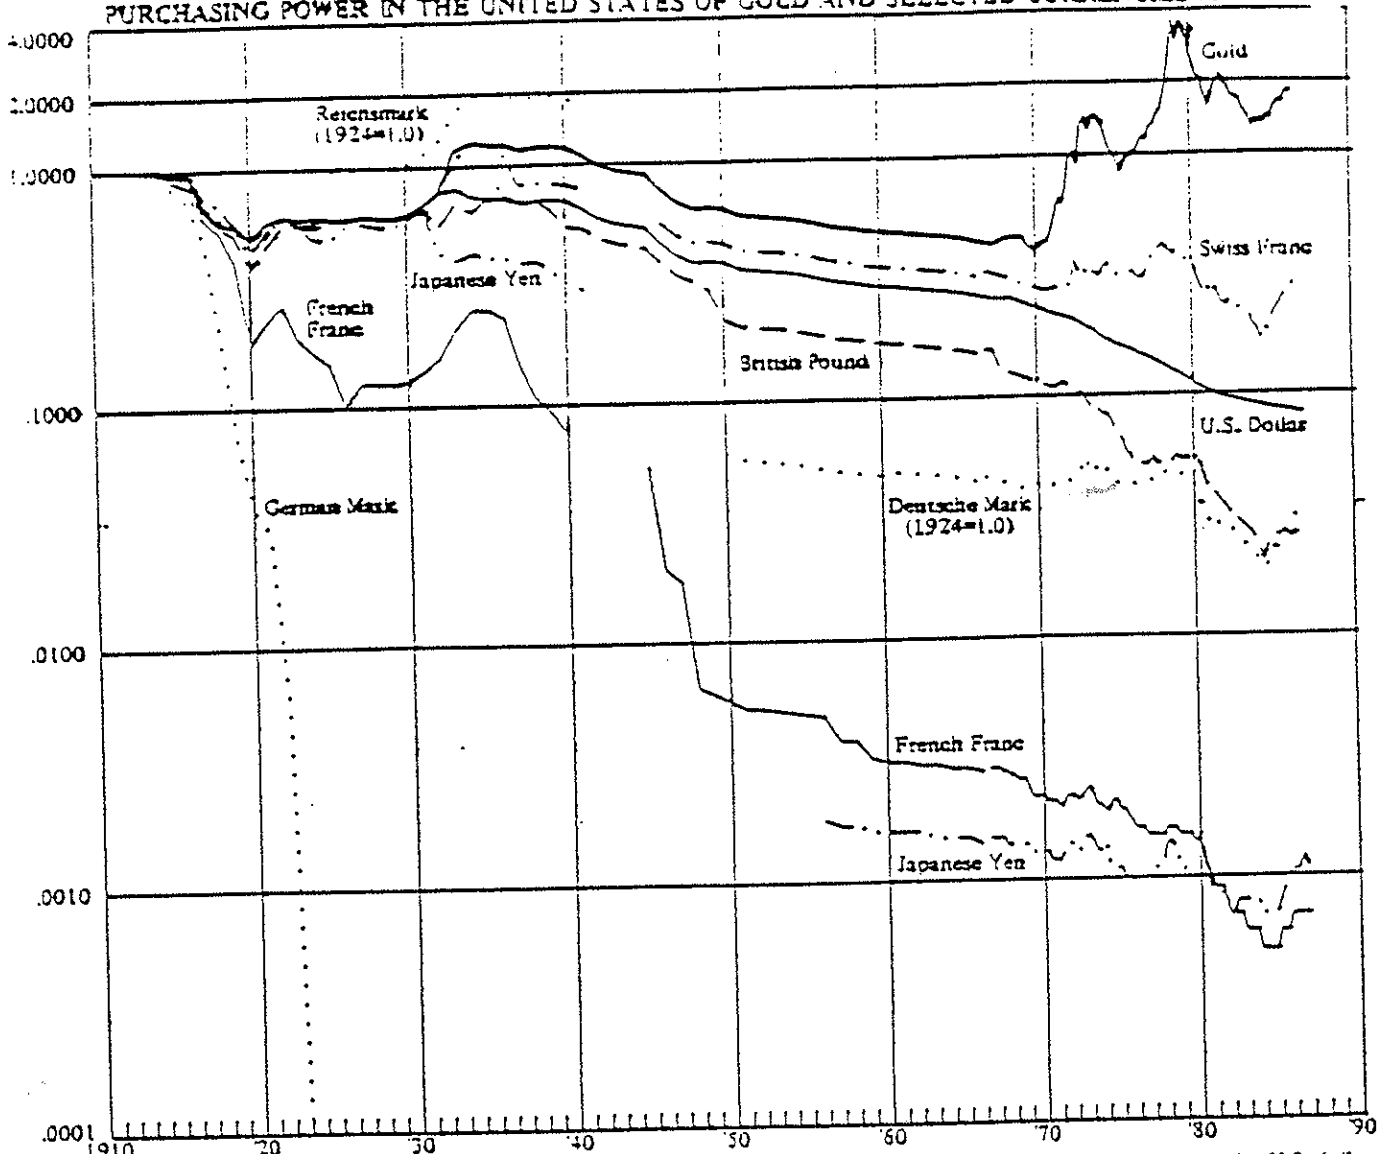 PURCHASING POWER IN THE UNITED STATES OF GOLD AND SELECTED
4.0000
2.0000
1.0000
.1000
.0100
.0010
.0001
Gold
Reichsmark
(1924=1.0)
Swiss Franc
Japanese Yen
French
Franc
British Pound
U.S. Dollar
German Mark
Deutsche Mark
(1924=1.0)
French Franc
Japanese Yen
1910 '20 '30 '40 '50 '60 '70 '80 '90